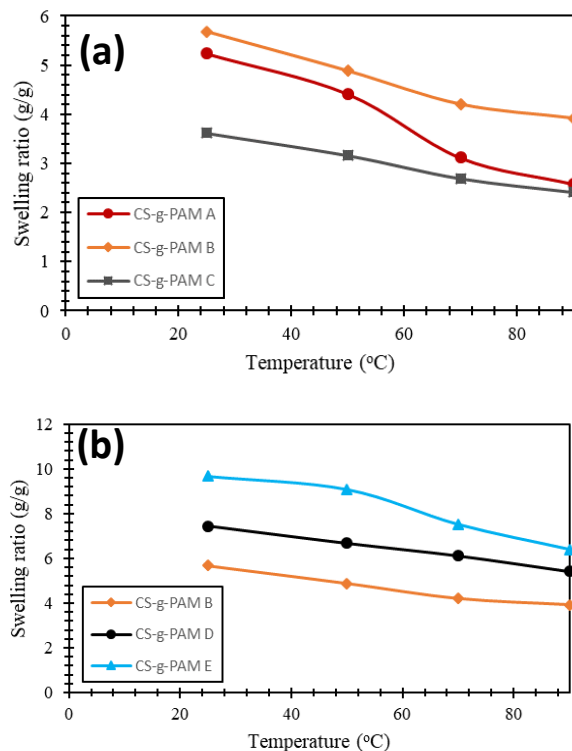 (a)
Swelling ratio (g/g)
6
5
4
3
2
1
0
CS-g-PAM A
CS-g-PAM B
CS-g-PAM C
0 20 40 60 80
Temperature (ºC)
(b)
Swelling ratio (g/g)
12
10
8
6
4
2
0
CS-g-PAM B
CS-g-PAM D
CS-g-PAM E
0 20 40 60 80
Temperature (ºC)